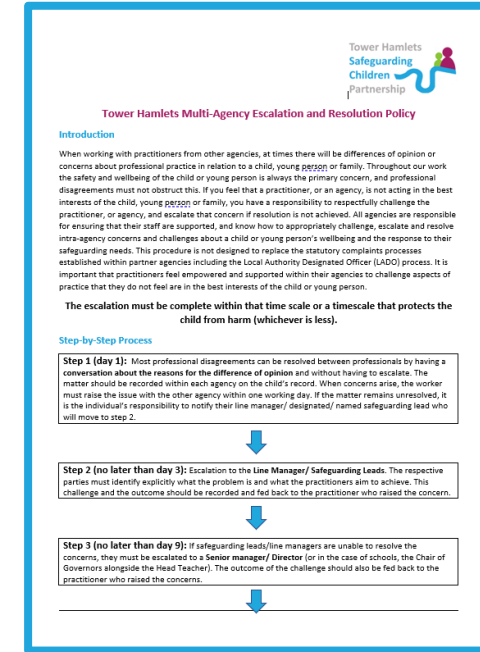 Tower Hamlets
Safeguarding
Children
Partnership
Tower Hamlets Multi-Agency Escalation and Resolution Policy
Introduction
When working with practitioners from other agencies, at times there will be differences of opinion or
concerns about professional practice in relation to a child, young person or family. Throughout our work
the safety and wellbeing of the child or young person is always the primary concern, and professional
disagreements must not obstruct this. If you feel that a practitioner, or an agency, is not acting in the best
interests of the child, young person or family, you have a responsibility to respectfully challenge the
practitioner, or agency, and escalate that concern if resolution is not achieved. All agencies are responsible
for ensuring that their staff are supported, and know how to appropriately challenge, escalate and resolve
intra-agency concerns and challenges about a child or young person's wellbeing and the response to their
safeguarding needs. This procedure is not designed to replace the statutory complaints processes
established within partner agencies including the Local Authority Designated Officer (LADO) process. It is
important that practitioners feel empowered and supported within their agencies to challenge aspects of
practice that they do not feel are in the best interests of the child or young person.
The escalation must be complete within that time scale or a timescale that protects the
child from harm (whichever is less).
Step-by-Step Process
Step 1 (day 1): Most professional disagreements can be resolved between professionals by having a
conversation about the reasons for the difference of opinion and without having to escalate. The
matter should be recorded within each agency on the child's record. When concerns arise, the worker
must raise the issue with the other agency within one working day. If the matter remains unresolved, it
is the individual's responsibility to notify their line manager/ designated/ named safeguarding lead who
will move to step 2.
Step 2 (no later than day 3): Escalation to the Line Manager/ Safeguarding Leads. The respective
parties must identify explicitly what the problem is and what the practitioners aim to achieve. This
challenge and the outcome should be recorded and fed back to the practitioner who raised the concern.
Step 3 (no later than day 9): If safeguarding leads/line managers are unable to resolve the
concerns, they must be escalated to a Senior manager/ Director (or in the case of schools, the Chair of
Governors alongside the Head Teacher). The outcome of the challenge should also be fed back to the
practitioner who raised the concerns.